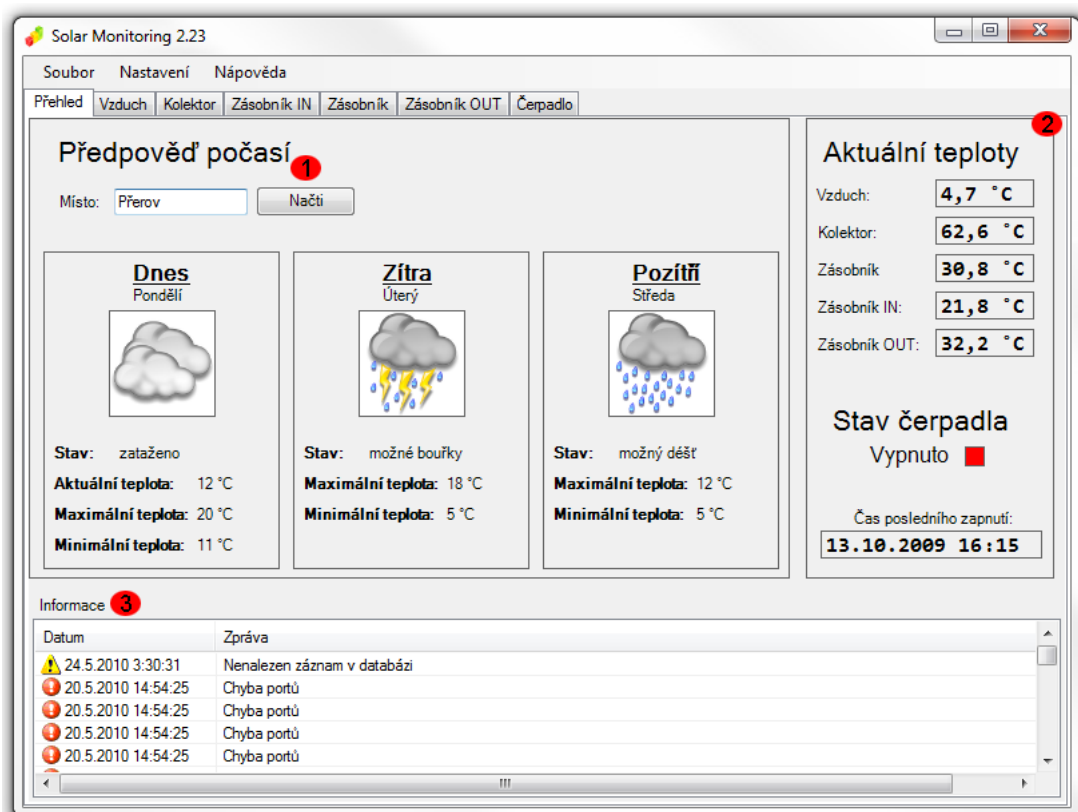 Solar Monitoring 2.23
Soubor Nastavení Nápověda
Přehled Vzduch Kolektor Zásobník IN Zásobník Zásobník OUT Čerpadlo
Předpověď počasí
1
Místo: Přerov Načti
Dnes
Pondělí
Stav: zataženo
Aktuální teplota: 12 °C
Maximální teplota: 20 °C
Minimální teplota: 11 °C
Zítra
Úterý
Stav: možné bouřky
Maximální teplota: 18 °C
Minimální teplota: 5 °C
Pozítří
Středa
Stav: možný déšť
Maximální teplota: 12 °C
Minimální teplota: 5 °C
2
Aktuální teploty
Vzduch: 4,7 °C
Kolektor: 62,6 °C
Zásobník 30,8 °C
Zásobník IN: 21,8 °C
Zásobník OUT: 32,2 °C
Stav čerpadla
Vypnuto
Čas posledního zapnutí:
13.10.2009 16:15
Informace 3
Datum Zpráva
24.5.2010 3:30:31 Nenalezen záznam v databázi
20.5.2010 14:54:25 Chyba portů
20.5.2010 14:54:25 Chyba portů
20.5.2010 14:54:25 Chyba portů
20.5.2010 14:54:25 Chyba portů